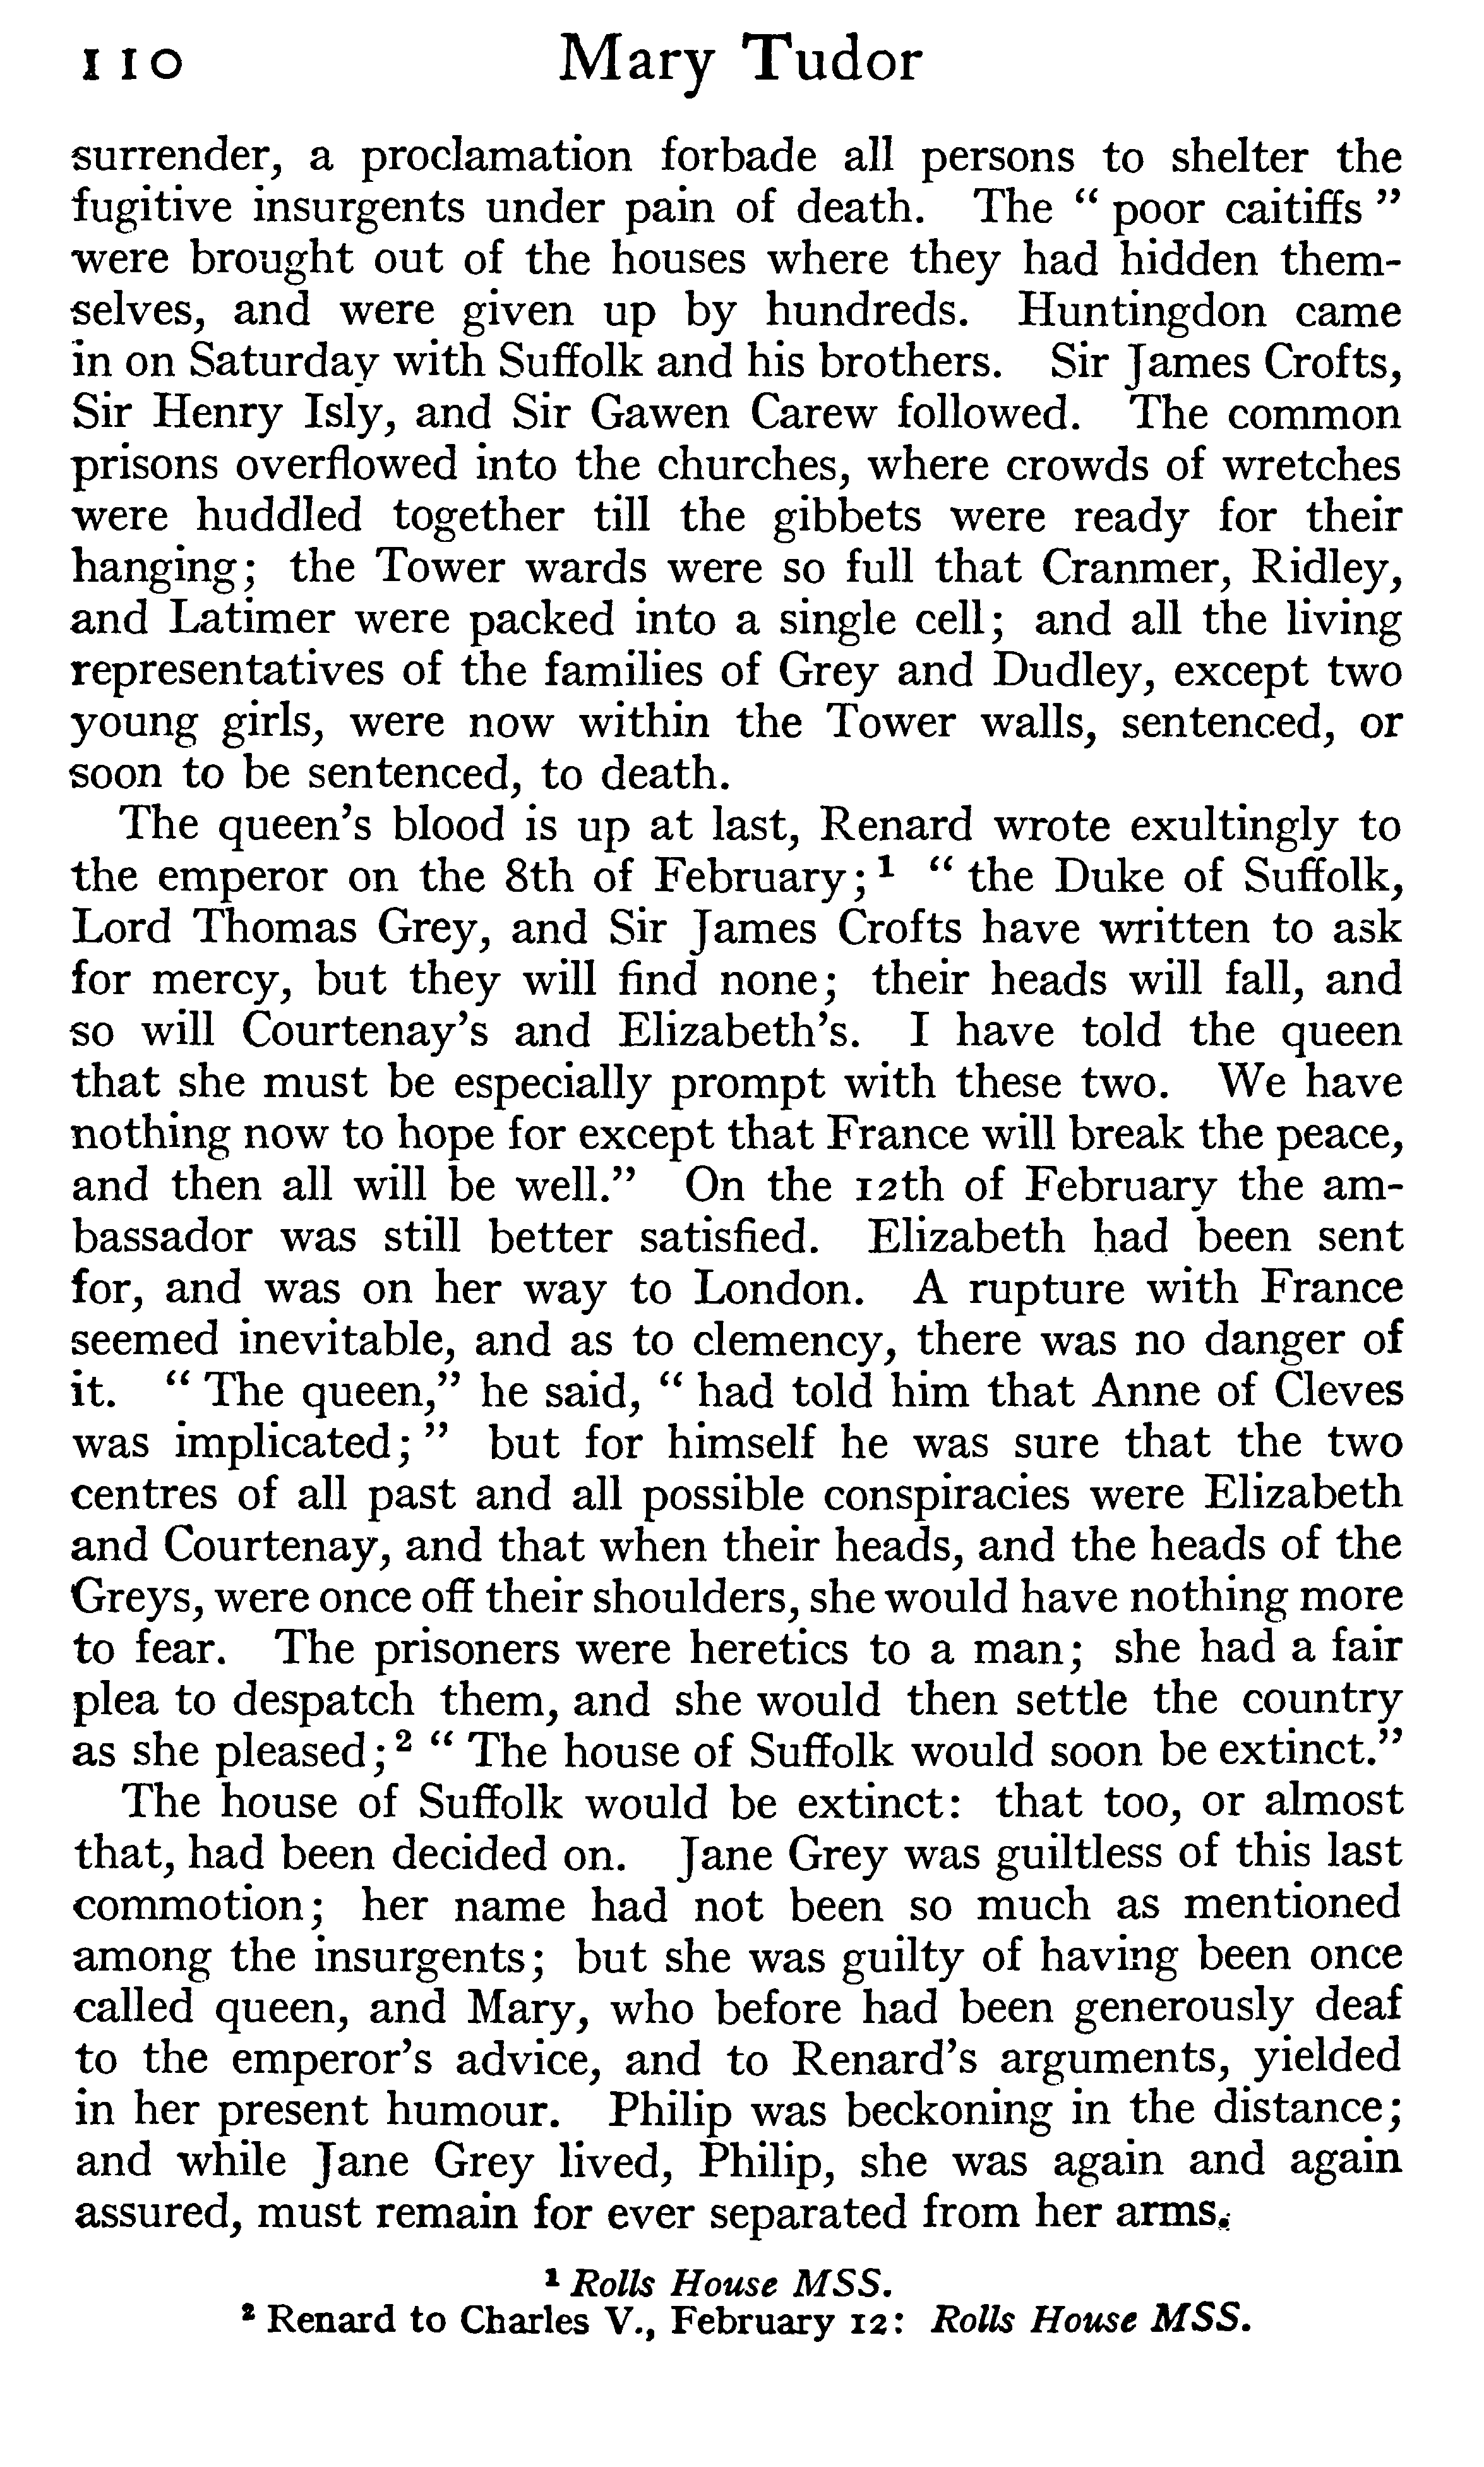 110 Mary Tudor
surrender, a proclamation forbade all persons to shelter the
fugitive insurgents under pain of death. The " poor caitiffs "
were brought out of the houses where they had hidden them-
selves, and were given up by hundreds. Huntingdon came
in on Saturday with Suffolk and his brothers. Sir James Crofts,
Sir Henry Isly, and Sir Gawen Carew followed. The common
prisons overflowed into the churches, where crowds of wretches
were huddled together till the gibbets were ready for their
hanging; the Tower wards were so full that Cranmer, Ridley,
and Latimer were packed into a single cell; and all the living
representatives of the families of Grey and Dudley, except two
young girls, were now within the Tower walls, sentenced, or
soon to be sentenced, to death.
The queen's blood is up at last, Renard wrote exultingly to
the emperor on the 8th of February;¹ " the Duke of Suffolk,
Lord Thomas Grey, and Sir James Crofts have written to ask
for mercy, but they will find none; their heads will fall, and
so will Courtenay's and Elizabeth's. I have told the queen
that she must be especially prompt with these two. We have
nothing now to hope for except that France will break the peace,
and then all will be well." On the 12th of February the am-
bassador was still better satisfied. Elizabeth had been sent
for, and was on her way to London. A rupture with France
seemed inevitable, and as to clemency, there was no danger of
it. " The queen," he said, " had told him that Anne of Cleves
was implicated; " but for himself he was sure that the two
centres of all past and all possible conspiracies were Elizabeth
and Courtenay, and that when their heads, and the heads of the
Greys, were once off their shoulders, she would have nothing more
to fear. The prisoners were heretics to a man; she had a fair
plea to despatch them, and she would then settle the country
as she pleased;² " The house of Suffolk would soon be extinct."
The house of Suffolk would be extinct: that too, or almost
that, had been decided on. Jane Grey was guiltless of this last
commotion; her name had not been so much as mentioned
among the insurgents; but she was guilty of having been once
called queen, and Mary, who before had been generously deaf
to the emperor's advice, and to Renard's arguments, yielded
in her present humour. Philip was beckoning in the distance;
and while Jane Grey lived, Philip, she was again and again
assured, must remain for ever separated from her arms.
¹ Rolls House MSS.
² Renard to Charles V., February 12: Rolls House MSS.